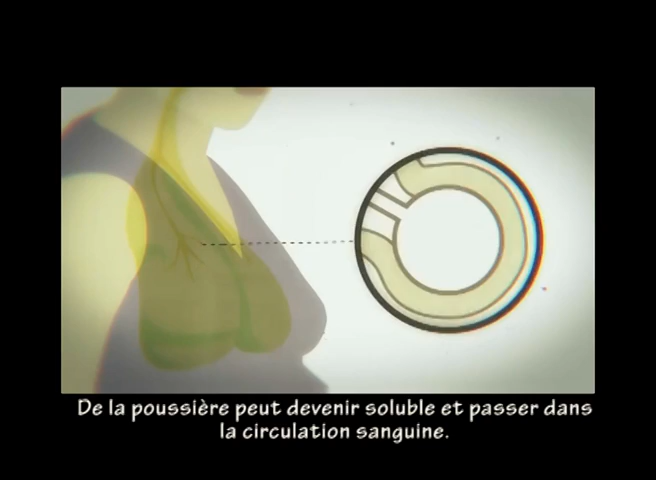 De la poussière peut devenir soluble et passer dans
la circulation sanguine.